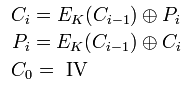 C_i = E_K(C_{i-1}) ⊕ P_i
P_i = E_K(C_{i-1}) ⊕ C_i
C_0 = IV